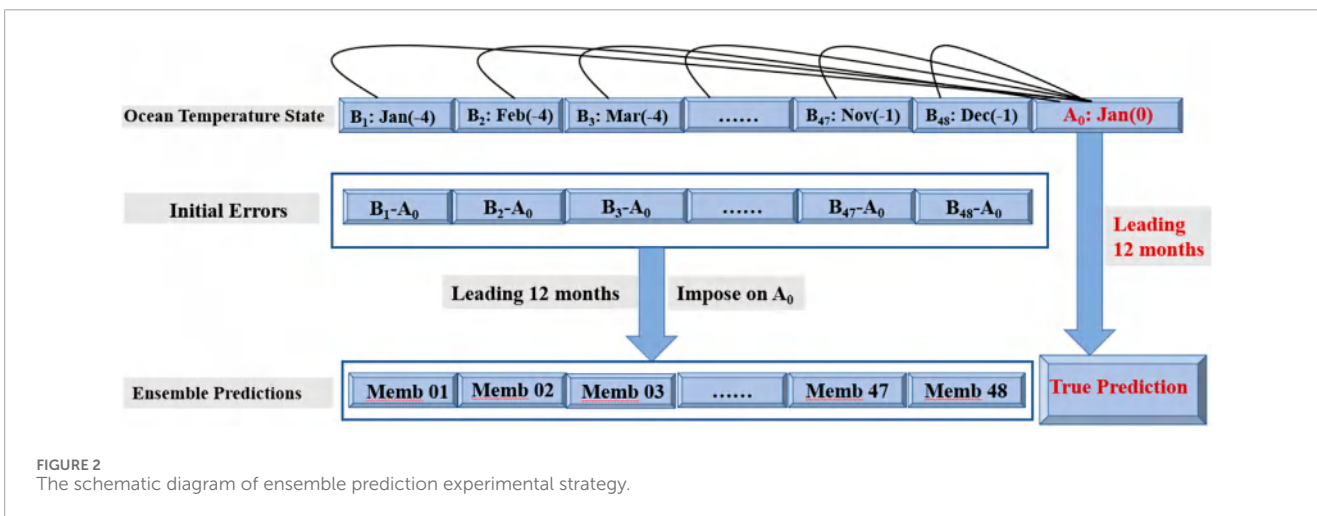 Ocean Temperature State B₁: Jan(-4) B₂: Feb(-4) B₃: Mar(-4) …… B₄₇: Nov(-1) B₄₈: Dec(-1) A₀: Jan(0)
Initial Errors B₁-A₀ B₂-A₀ B₃-A₀ …… B₄₇-A₀ B₄₈-A₀
Leading
12 months
Leading 12 months Impose on A₀
Ensemble Predictions Memb 01 Memb 02 Memb 03 …… Memb 47 Memb 48 True Prediction
FIGURE 2
The schematic diagram of ensemble prediction experimental strategy.